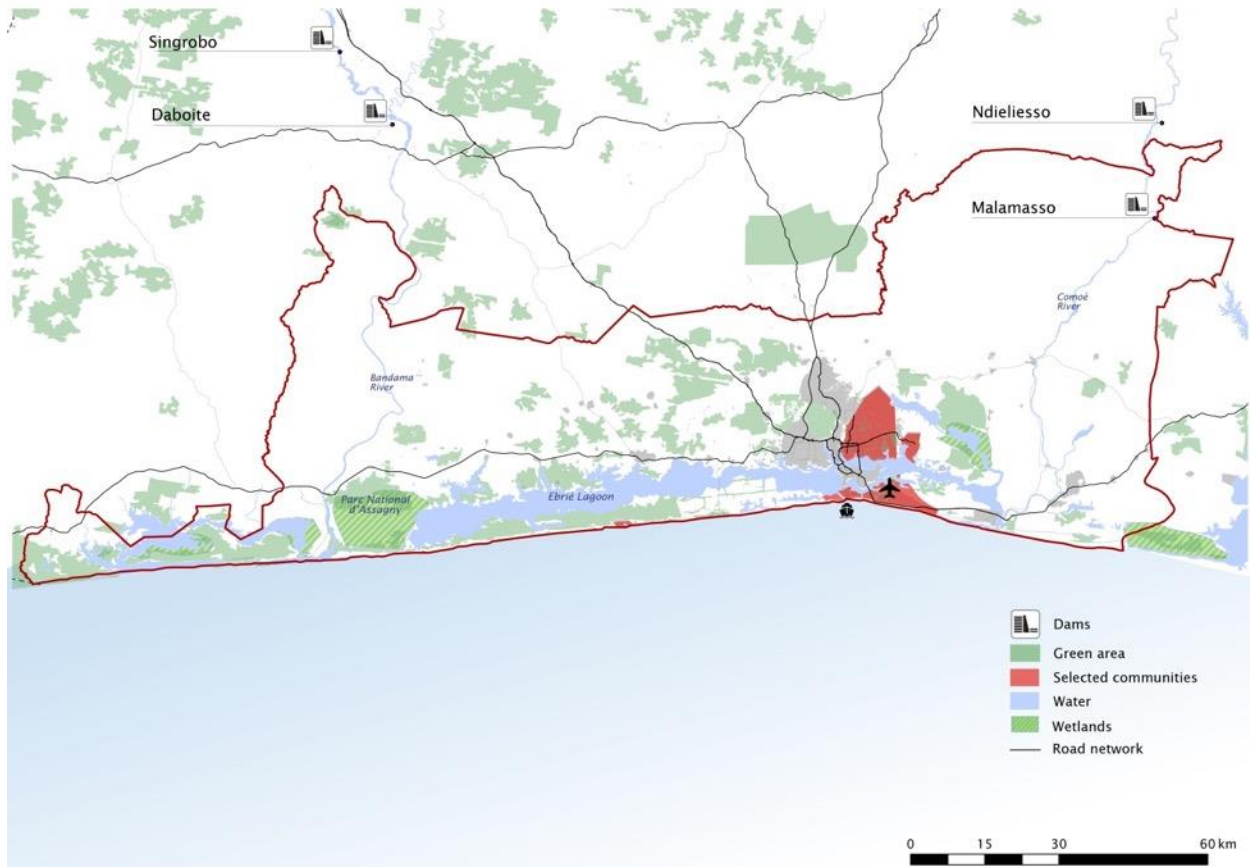 Singrobo
Daboite
Ndieliesso
Malamasso
Comoé
River
Bandama
River
Parc National
d'Assagny
Ebrié Lagoon
Dams
Green area
Selected communities
Water
Wetlands
Road network
0 15 30 60 km